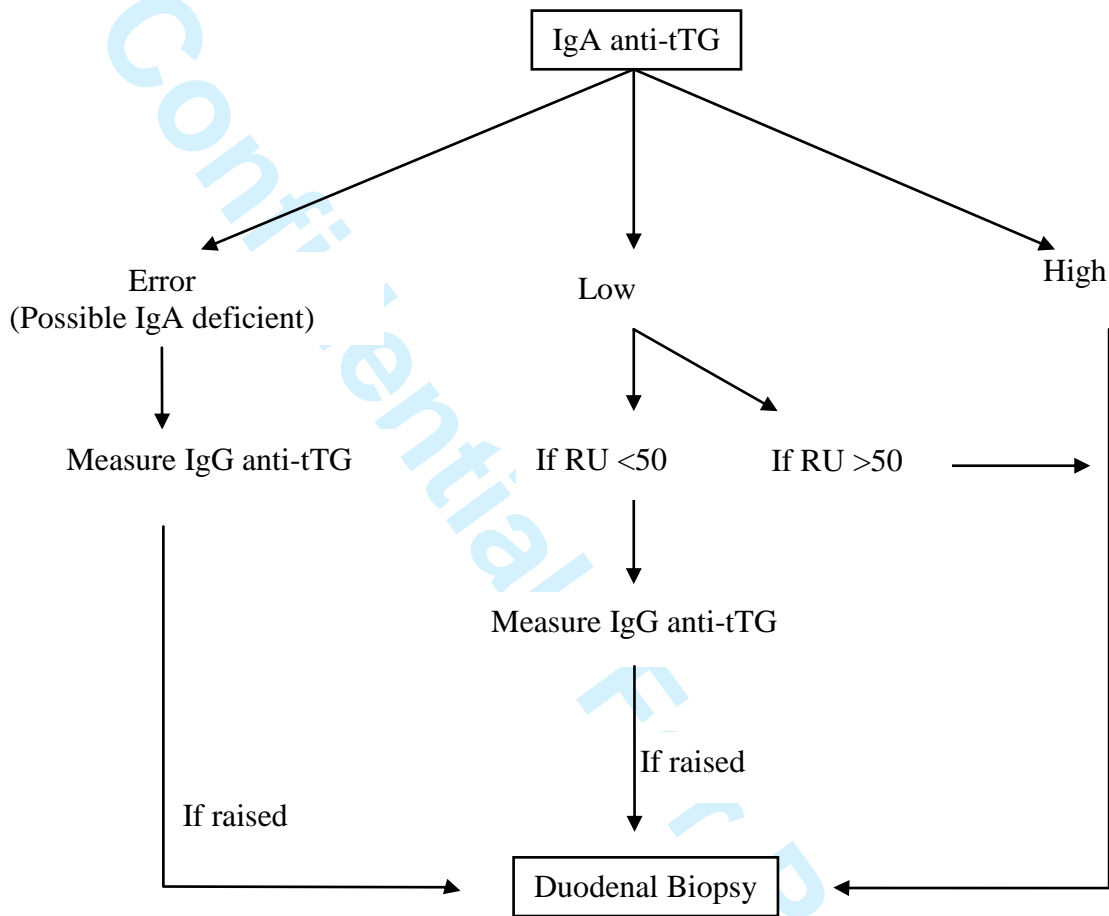 IgA anti-tTG
Error
(Possible IgA deficient)
Low
High
Measure IgG anti-tTG
If RU <50
If RU >50
Measure IgG anti-tTG
If raised
If raised
Duodenal Biopsy
Confidential